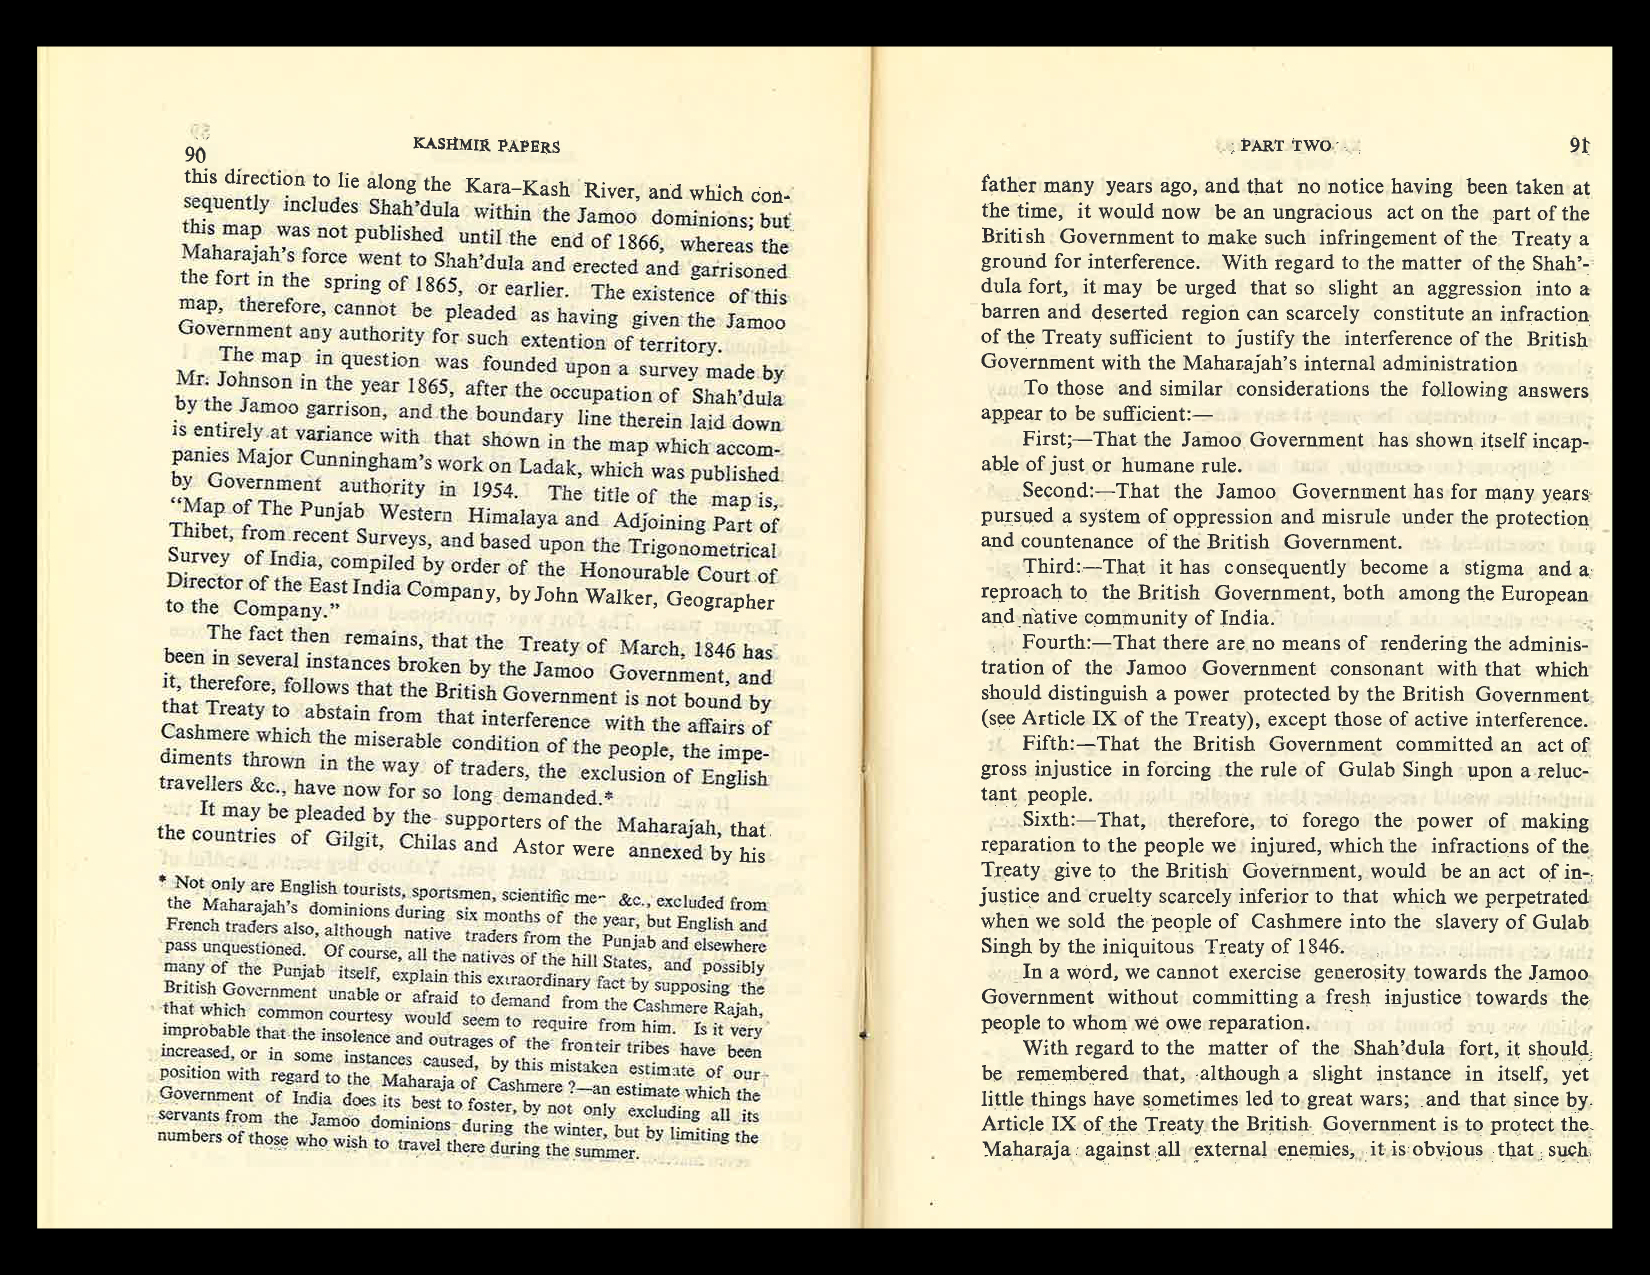 90
KASHMIR PAPERS
this direction to lie along the Kara–Kash River, and which con-
sequently includes Shah'dula within the Jamoo dominions; but
this map was not published until the end of 1866, whereas the
Maharajah's force went to Shah'dula and erected and garrisoned
the fort in the spring of 1865, or earlier. The existence of this
map, therefore, cannot be pleaded as having given the Jamoo
Government any authority for such extention of territory.
The map in question was founded upon a survey made by
Mr. Johnson in the year 1865, after the occupation of Shah'dula
by the Jamoo garrison, and the boundary line therein laid down
is entirely at variance with that shown in the map which accom-
panies Major Cunningham's work on Ladak, which was published
by Government authority in 1954. The title of the map is,
“Map of The Punjab Western Himalaya and Adjoining Part of
Thibet, from recent Surveys, and based upon the Trigonometrical
Survey of India, compiled by order of the Honourable Court of
Director of the East India Company, by John Walker, Geographer
to the Company.”
The fact then remains, that the Treaty of March, 1846 has
been in several instances broken by the Jamoo Government, and
it, therefore, follows that the British Government is not bound by
that Treaty to abstain from that interference with the affairs of
Cashmere which the miserable condition of the people, the impe-
diments thrown in the way of traders, the exclusion of English
travellers &c., have now for so long demanded.*
It may be pleaded by the supporters of the Maharajah, that
the countries of Gilgit, Chilas and Astor were annexed by his
* Not only are English tourists, sportsmen, scientific me- &c., excluded from
the Maharajah's dominions during six months of the year, but English and
French traders also, although native traders from the Punjab and elsewhere
pass unquestioned. Of course, all the natives of the hill States, and possibly
many of the Punjab itself, explain this extraordinary fact by supposing the
British Government unable or afraid to demand from the Cashmere Rajah,
that which common courtesy would seem to require from him. Is it very
improbable that the insolence and outrages of the fronteir tribes have been
increased, or in some instances caused, by this mistaken estimate of our
position with regard to the Maharaja of Cashmere ?—an estimate which the
Government of India does its best to foster, by not only excluding all its
servants from the Jamoo dominions during the winter, but by limiting the
numbers of those who wish to travel there during the summer.
PART TWO
91
father many years ago, and that no notice having been taken at
the time, it would now be an ungracious act on the part of the
British Government to make such infringement of the Treaty a
ground for interference. With regard to the matter of the Shah'-
dula fort, it may be urged that so slight an aggression into a
barren and deserted region can scarcely constitute an infraction
of the Treaty sufficient to justify the interference of the British
Government with the Maharajah's internal administration
To those and similar considerations the following answers
appear to be sufficient:—
First;—That the Jamoo Government has shown itself incap-
able of just or humane rule.
Second:—That the Jamoo Government has for many years
pursued a system of oppression and misrule under the protection
and countenance of the British Government.
Third:—That it has consequently become a stigma and a
reproach to the British Government, both among the European
and native community of India.
Fourth:—That there are no means of rendering the adminis-
tration of the Jamoo Government consonant with that which
should distinguish a power protected by the British Government
(see Article IX of the Treaty), except those of active interference.
Fifth:—That the British Government committed an act of
gross injustice in forcing the rule of Gulab Singh upon a reluc-
tant people.
Sixth:—That, therefore, to forego the power of making
reparation to the people we injured, which the infractions of the
Treaty give to the British Government, would be an act of in-
justice and cruelty scarcely inferior to that which we perpetrated
when we sold the people of Cashmere into the slavery of Gulab
Singh by the iniquitous Treaty of 1846.
In a word, we cannot exercise generosity towards the Jamoo
Government without committing a fresh injustice towards the
people to whom we owe reparation.
With regard to the matter of the Shah'dula fort, it should
be remembered that, although a slight instance in itself, yet
little things have sometimes led to great wars; and that since by
Article IX of the Treaty the British Government is to protect the
Maharaja against all external enemies, it is obvious that such